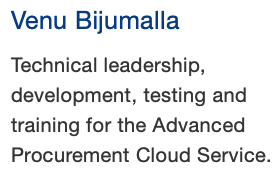 Venu Bijumalla
Technical leadership,
development, testing and
training for the Advanced
Procurement Cloud Service.